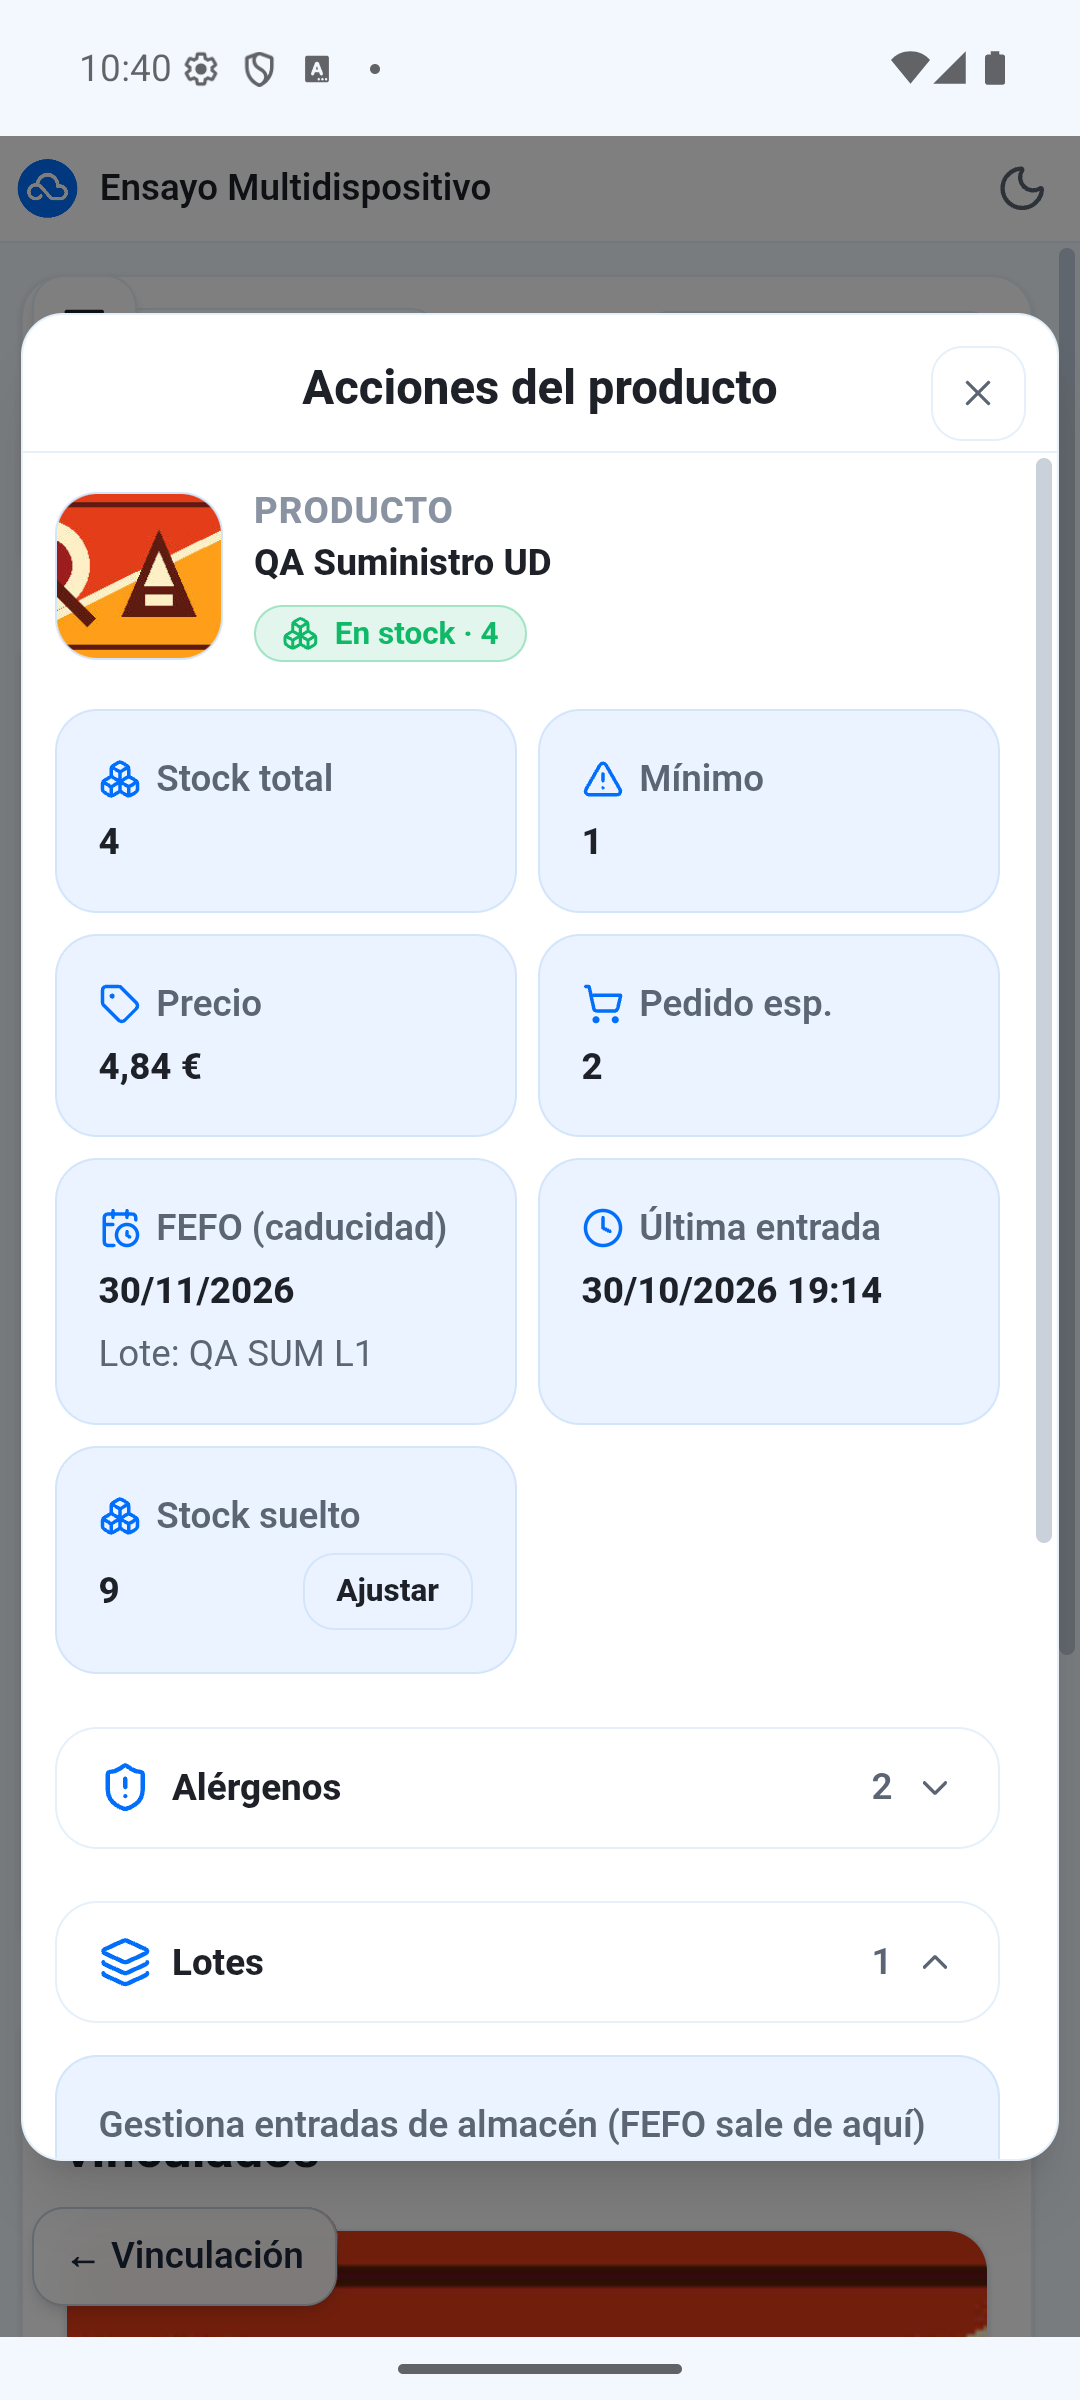 10:40
Ensayo Multidispositivo
Acciones del producto
PRODUCTO
QA Suministro UD
En stock · 4
Stock total
4
Mínimo
1
Precio
4,84 €
Pedido esp.
2
FEFO (caducidad)
30/11/2026
Lote: QA SUM L1
Última entrada
30/10/2026 19:14
Stock suelto
9
Ajustar
Alérgenos
2
Lotes
1
Gestiona entradas de almacén (FEFO sale de aquí)
← Vinculación